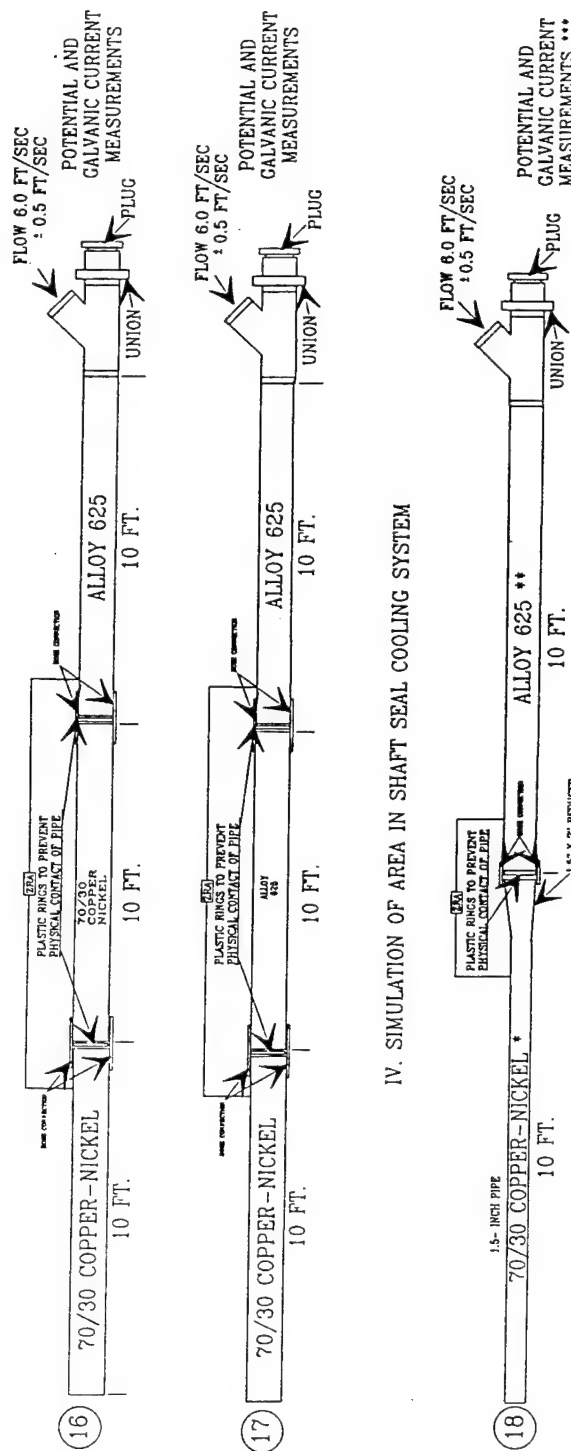 16
70/30 COPPER-NICKEL
10 FT.
PLASTIC RINGS TO PREVENT
PHYSICAL CONTACT OF PIPE
ZRA
70/30
COPPER
NICKEL
10 FT.
ALLOY 625
10 FT.
UNION
PLUG
FLOW 6.0 FT/SEC
± 0.5 FT/SEC
POTENTIAL AND
GALVANIC CURRENT
MEASUREMENTS
17
70/30 COPPER-NICKEL
10 FT.
PLASTIC RINGS TO PREVENT
PHYSICAL CONTACT OF PIPE
ZRA
ALLOY
625
10 FT.
ALLOY 625
10 FT.
UNION
PLUG
FLOW 6.0 FT/SEC
± 0.5 FT/SEC
POTENTIAL AND
GALVANIC CURRENT
MEASUREMENTS
IV. SIMULATION OF AREA IN SHAFT SEAL COOLING SYSTEM
18
1.5- INCH PIPE
70/30 COPPER-NICKEL *
10 FT.
ZRA
PLASTIC RINGS TO PREVENT
PHYSICAL CONTACT OF PIPE
ALLOY 625 **
10 FT.
UNION
PLUG
FLOW 6.0 FT/SEC
± 0.5 FT/SEC
POTENTIAL AND
GALVANIC CURRENT
MEASUREMENTS ***